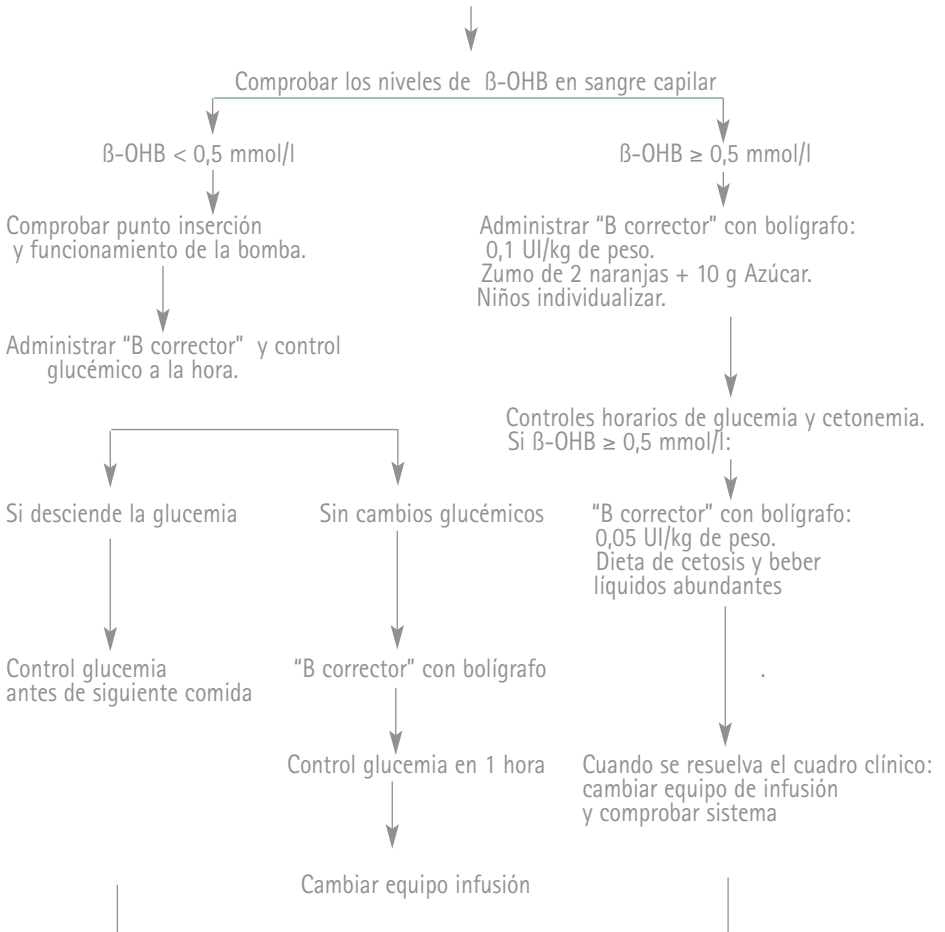 Comprobar los niveles de ß-OHB en sangre capilar
ß-OHB < 0,5 mmol/l
ß-OHB ≥ 0,5 mmol/l
Comprobar punto inserción
y funcionamiento de la bomba.
Administrar "B corrector" con bolígrafo:
0,1 UI/kg de peso.
Zumo de 2 naranjas + 10 g Azúcar.
Niños individualizar.
Administrar "B corrector" y control
glucémico a la hora.
Controles horarios de glucemia y cetonemia.
Si ß-OHB ≥ 0,5 mmol/l:
Si desciende la glucemia
Sin cambios glucémicos
"B corrector" con bolígrafo:
0,05 UI/kg de peso.
Dieta de cetosis y beber
líquidos abundantes
Control glucemia
antes de siguiente comida
"B corrector" con bolígrafo
.
Control glucemia en 1 hora
Cuando se resuelva el cuadro clínico:
cambiar equipo de infusión
y comprobar sistema
Cambiar equipo infusión